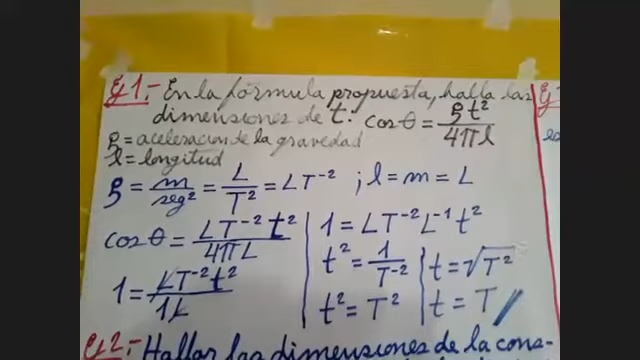 Ej 1.- En la fórmula propuesta, halla las
dimensiones de t: cos θ = g t² / 4πl
g = aceleración de la gravedad
l = longitud
g = m/seg² = L/T² = LT⁻² ; l = m = L
cos θ = LT⁻² t² / 4πL
1 = LT⁻² t² / 1L
1 = LT⁻² L⁻¹ t²
t² = 1/T⁻²
t² = T²
t = √T²
t = T //
Ej 2.- Hallar las dimensiones de la cons-